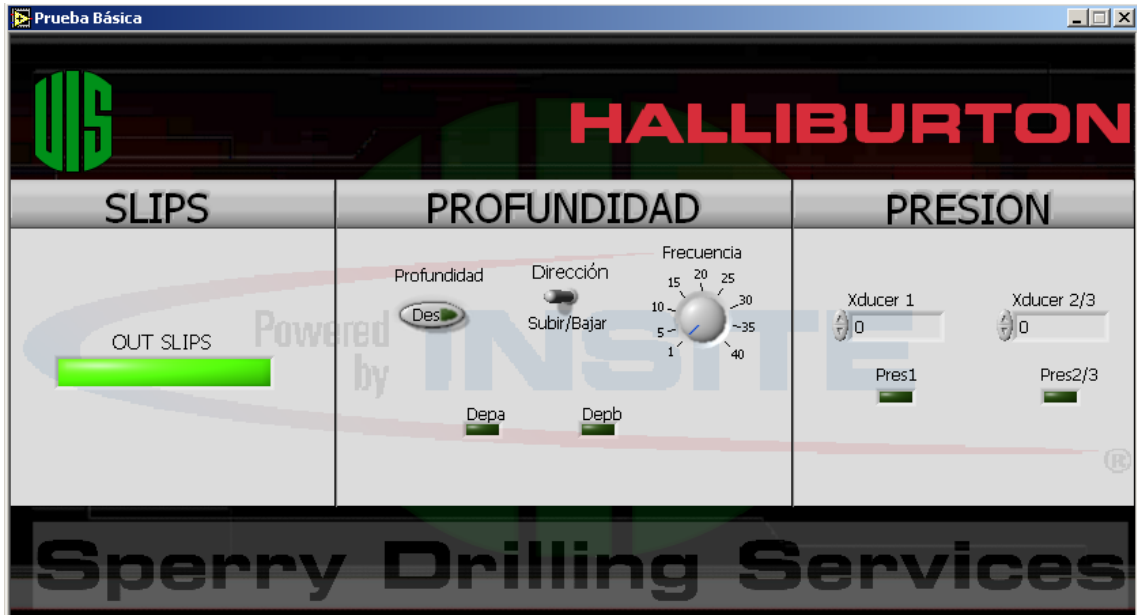 Prueba Básica
UIS
HALLIBURTON
SLIPS
PROFUNDIDAD
PRESION
OUT SLIPS
Profundidad
Des
Dirección
Subir/Bajar
Frecuencia
1 5 10 15 20 25 30 35 40
Depa
Depb
Xducer 1
0
Xducer 2/3
0
Pres1
Pres2/3
Powered
by INSITE ®
Sperry Drilling Services